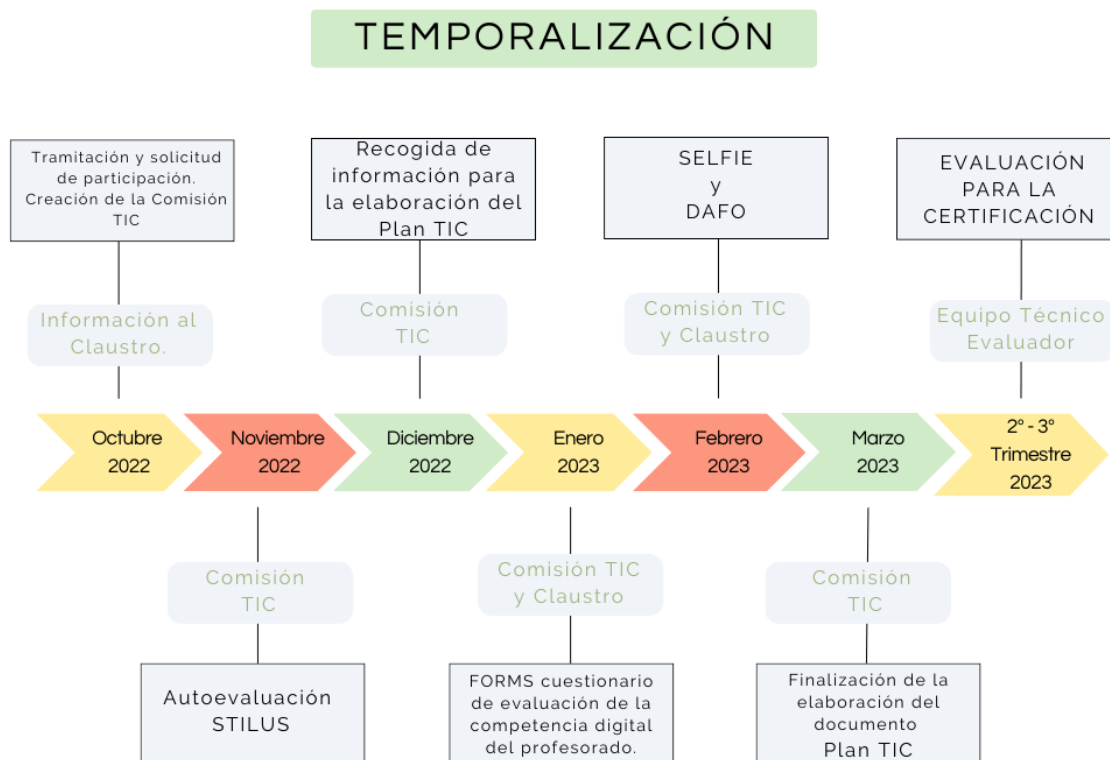 TEMPORALIZACIÓN
Tramitación y solicitud
de participación.
Creación de la Comisión
TIC
Recogida de
información para
la elaboración del
Plan TIC
SELFIE
y
DAFO
EVALUACIÓN
PARA LA
CERTIFICACIÓN
Información al
Claustro.
Comisión
TIC
Comisión TIC
y Claustro
Equipo Técnico
Evaluador
Octubre
2022
Noviembre
2022
Diciembre
2022
Enero
2023
Febrero
2023
Marzo
2023
2º - 3º
Trimestre
2023
Comisión
TIC
Comisión TIC
y Claustro
Comisión
TIC
Autoevaluación
STILUS
FORMS cuestionario
de evaluación de la
competencia digital
del profesorado.
Finalización de la
elaboración del
documento
Plan TIC